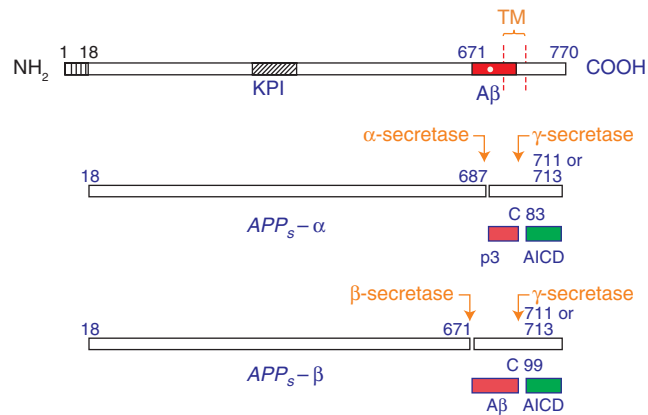 TM
1 18 671 770
NH2 COOH
KPI Aβ
α-secretase γ-secretase
711 or
18 687 713
APPs–α C 83
p3 AICD
β-secretase γ-secretase
711 or
18 671 713
APPs–β C 99
Aβ AICD